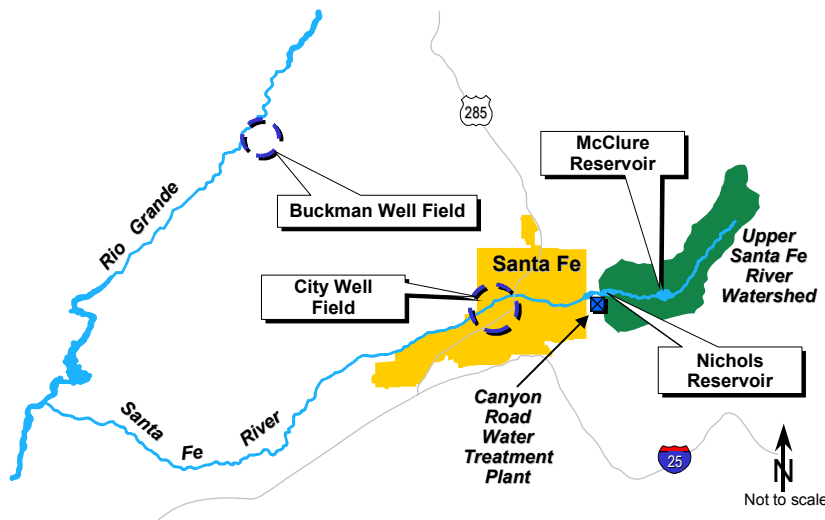 285
McClure
Reservoir
Rio Grande
Buckman Well Field
Upper
Santa Fe
River
Watershed
Santa Fe
City Well
Field
Nichols
Reservoir
Canyon
Road
Water
Treatment
Plant
Santa Fe River
25
N
Not to scale